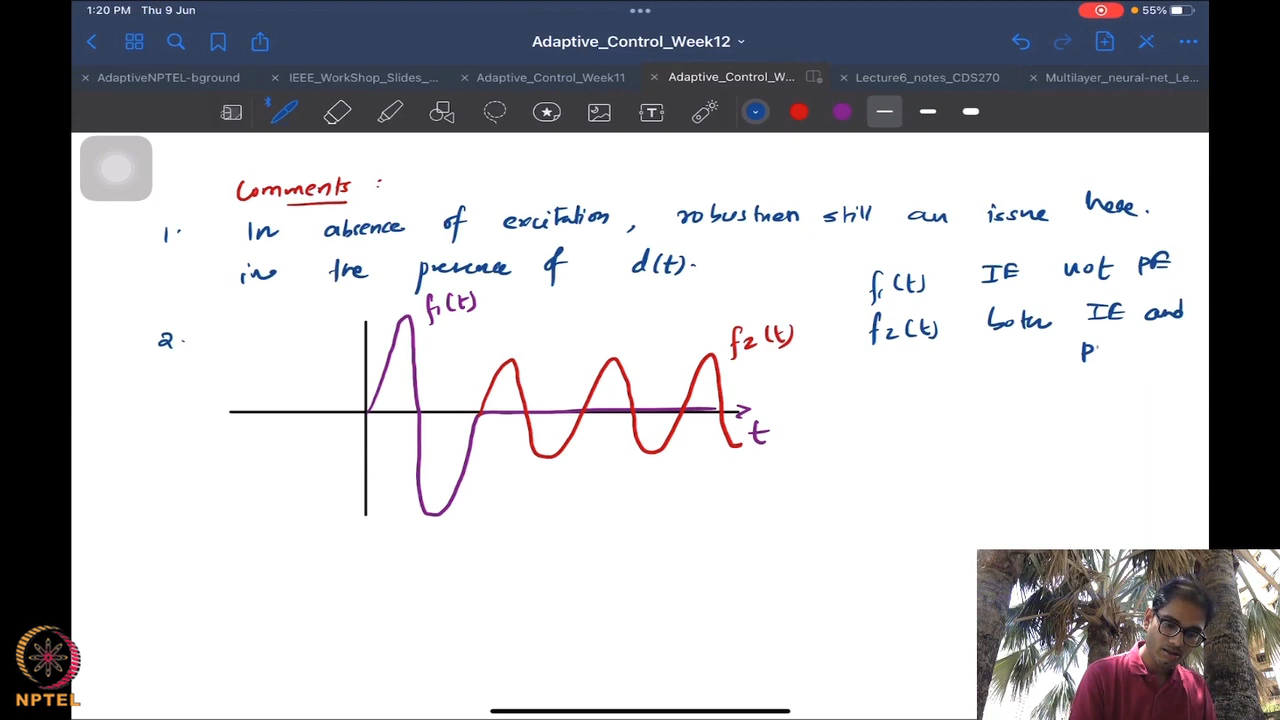 1:20 PM Thu 9 Jun
55%
Adaptive_Control_Week12
AdaptiveNPTEL-bground
IEEE_WorkShop_Slides_...
Adaptive_Control_Week11
Adaptive_Control_W...
Lecture6_notes_CDS270
Multilayer_neural-net_Le...
Comments :
1. In absence of excitation, robustness still an issue here.
in the presence of d(t).
2.
f1(t)
f2(t)
t
f1(t) IE not PE
f2(t) both IE and
P
NPTEL